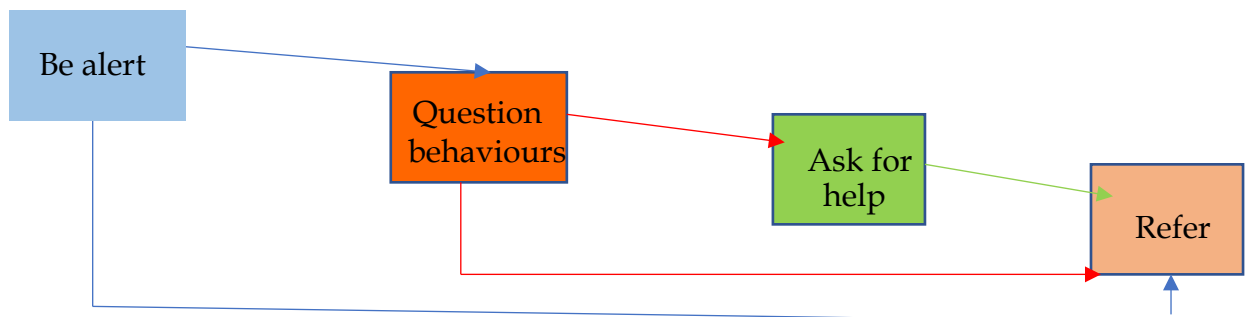 Be alert
Question
behaviours
Ask for
help
Refer